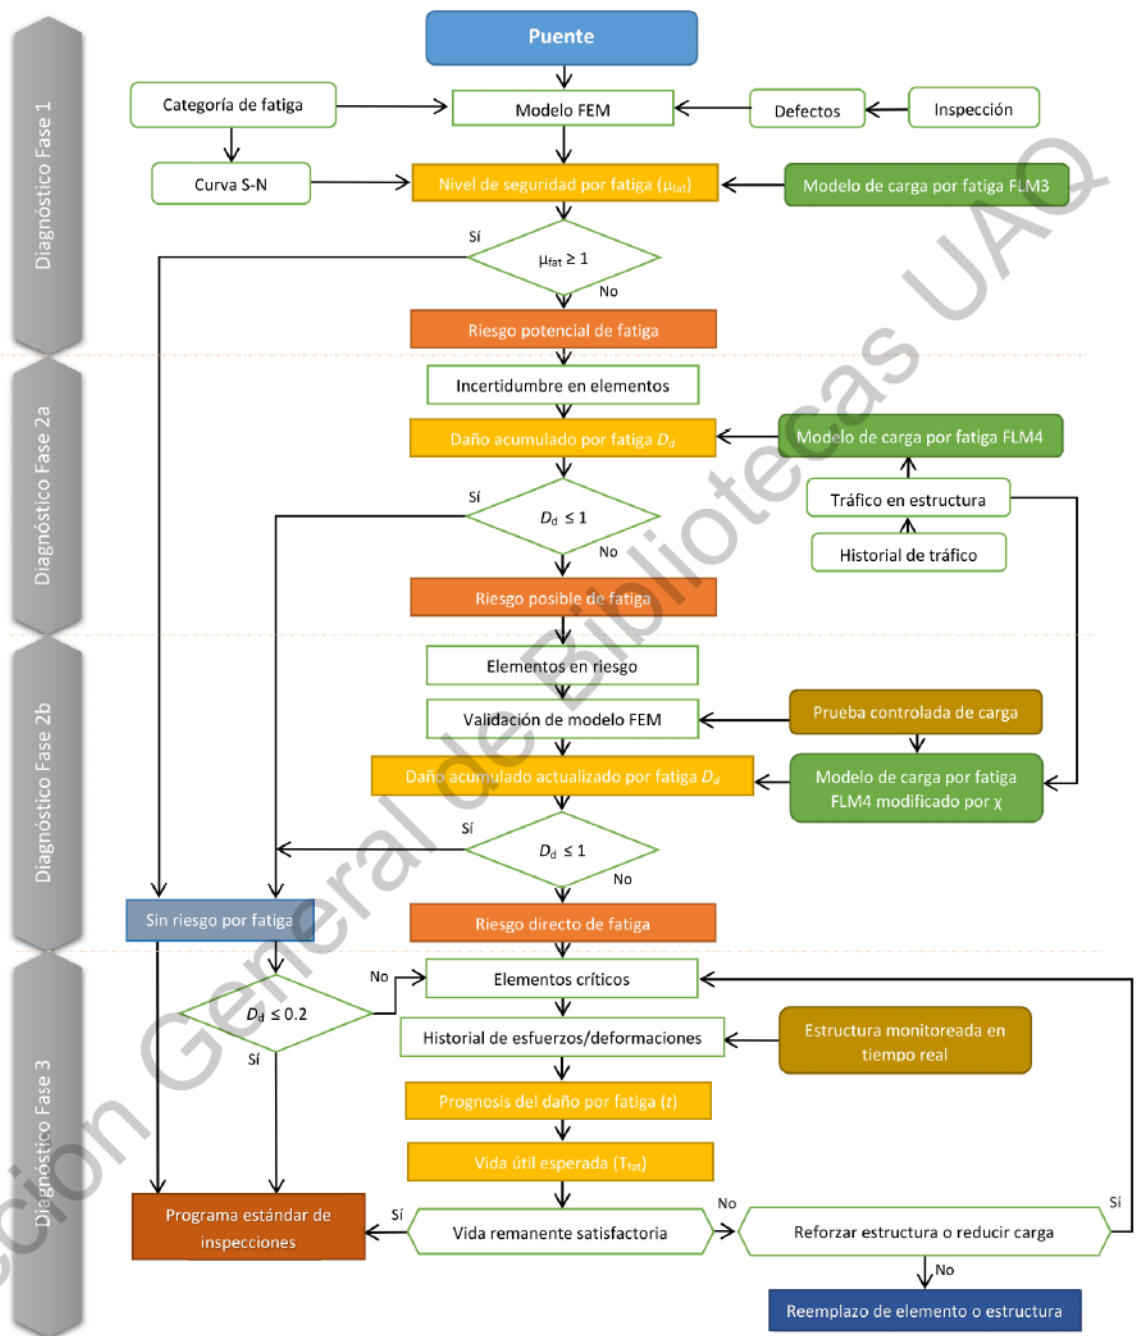 Puente
Categoría de fatiga
Modelo FEM
Defectos
Inspección
Curva S-N
Nivel de seguridad por fatiga (μfat)
Modelo de carga por fatiga FLM3
Sí
μfat ≥ 1
No
Riesgo potencial de fatiga
Diagnóstico Fase 1
Incertidumbre en elementos
Daño acumulado por fatiga Dd
Modelo de carga por fatiga FLM4
Sí
Tráfico en estructura
Dd ≤ 1
No
Historial de tráfico
Riesgo posible de fatiga
Diagnóstico Fase 2a
Elementos en riesgo
Validación de modelo FEM
Prueba controlada de carga
Daño acumulado actualizado por fatiga Dd
Modelo de carga por fatiga
FLM4 modificado por χ
Sí
Dd ≤ 1
No
Sin riesgo por fatiga
Riesgo directo de fatiga
Diagnóstico Fase 2b
No
Elementos críticos
Dd ≤ 0.2
Sí
Historial de esfuerzos/deformaciones
Estructura monitoreada en
tiempo real
Prognosis del daño por fatiga (t)
Vida útil esperada (Tfat)
Programa estándar de
inspecciones
Sí
Vida remanente satisfactoria
No
Reforzar estructura o reducir carga
Sí
No
Reemplazo de elemento o estructura
Diagnóstico Fase 3
eccion General de Bibliotecas UAQ